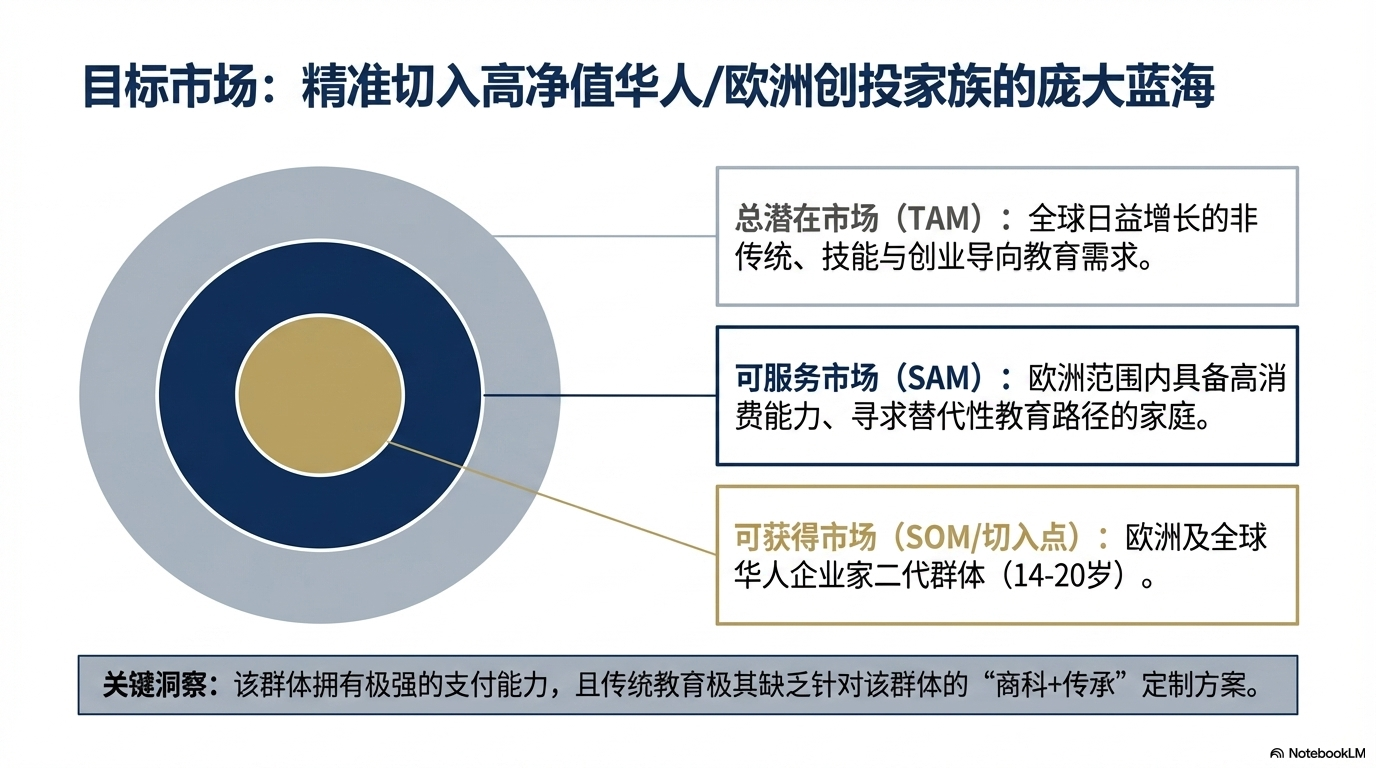 目标市场：精准切入高净值华人/欧洲创投家族的庞大蓝海
总潜在市场（TAM）：全球日益增长的非
传统、技能与创业导向教育需求。
可服务市场（SAM）：欧洲范围内具备高消
费能力、寻求替代性教育路径的家庭。
可获得市场（SOM/切入点）：欧洲及全球
华人企业家二代群体（14-20岁）。
关键洞察：该群体拥有极强的支付能力，且传统教育极其缺乏针对该群体的“商科+传承”定制方案。
NotebookLM